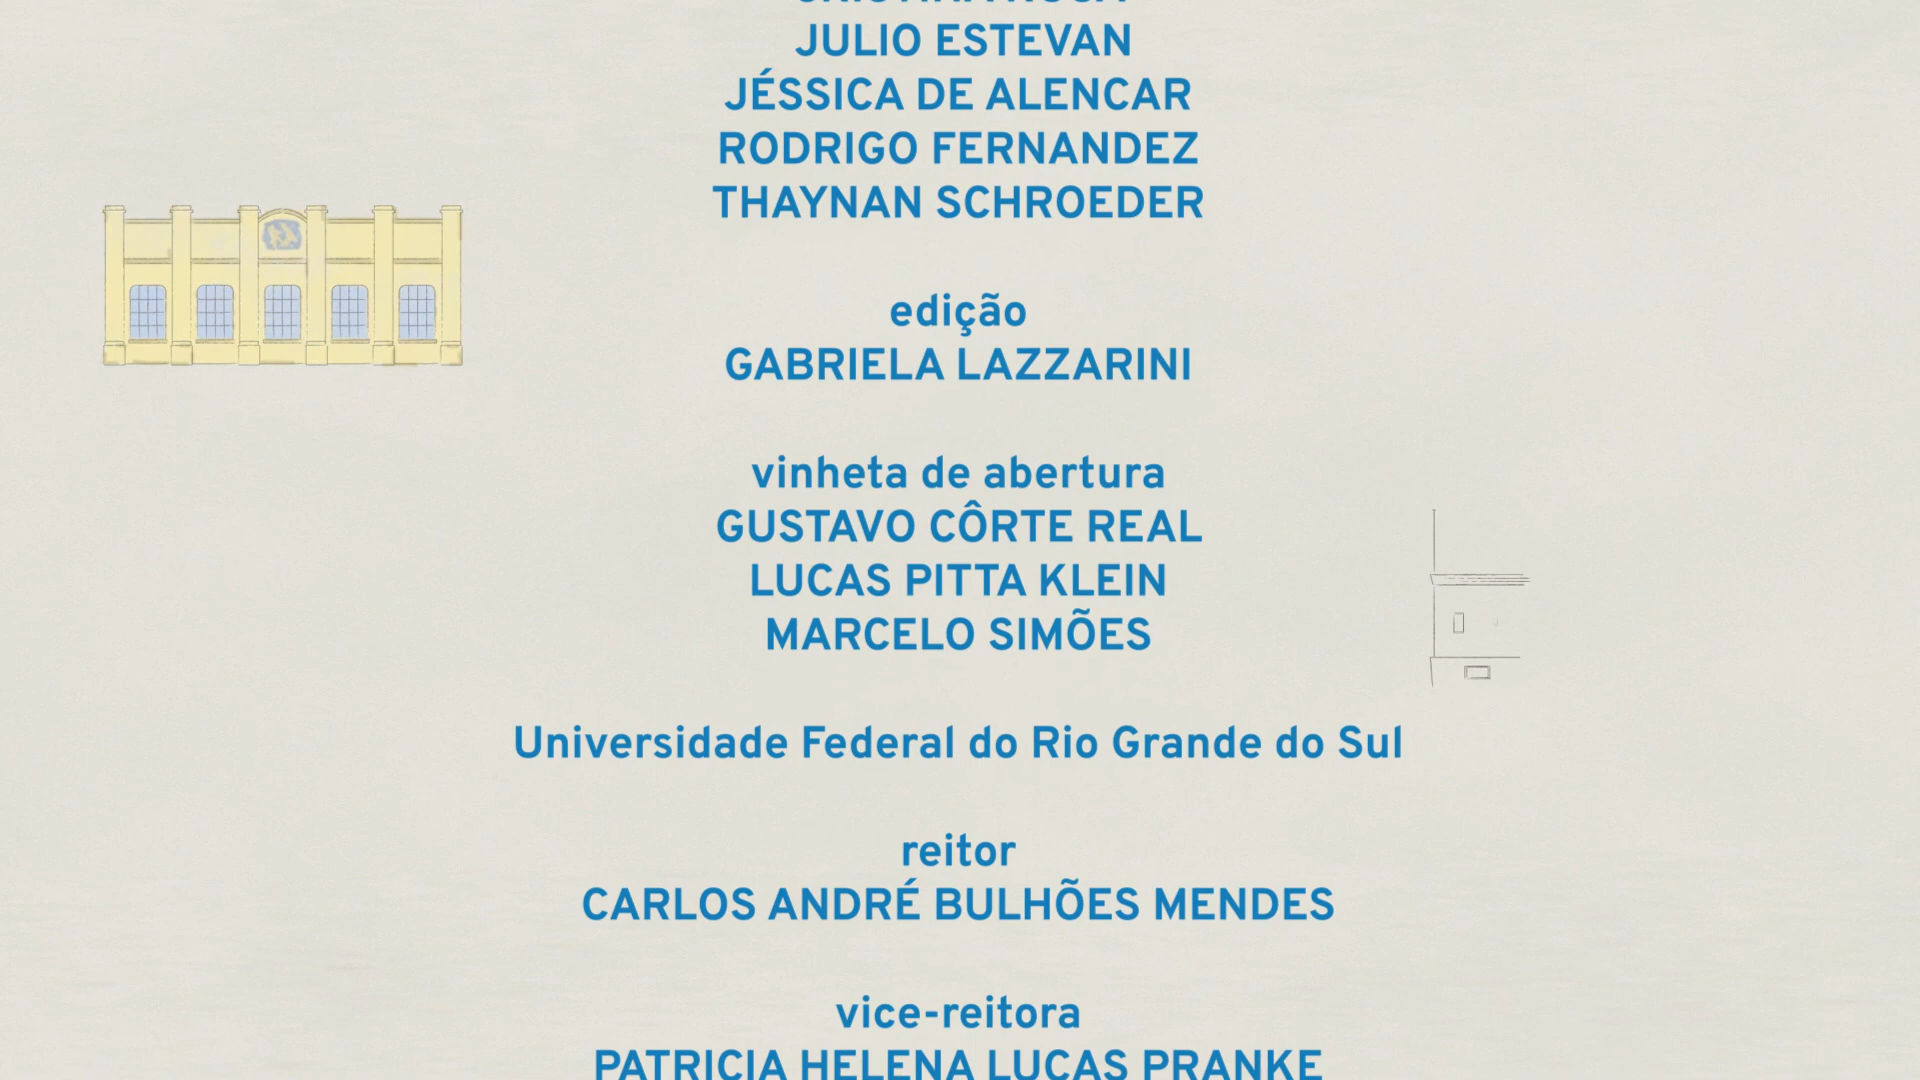 JULIO ESTEVAN
JÉSSICA DE ALENCAR
RODRIGO FERNANDEZ
THAYNAN SCHROEDER
edição
GABRIELA LAZZARINI
vinheta de abertura
GUSTAVO CÔRTE REAL
LUCAS PITTA KLEIN
MARCELO SIMÕES
Universidade Federal do Rio Grande do Sul
reitor
CARLOS ANDRÉ BULHÕES MENDES
vice-reitora
PATRICIA HELENA LUCAS PRANKE